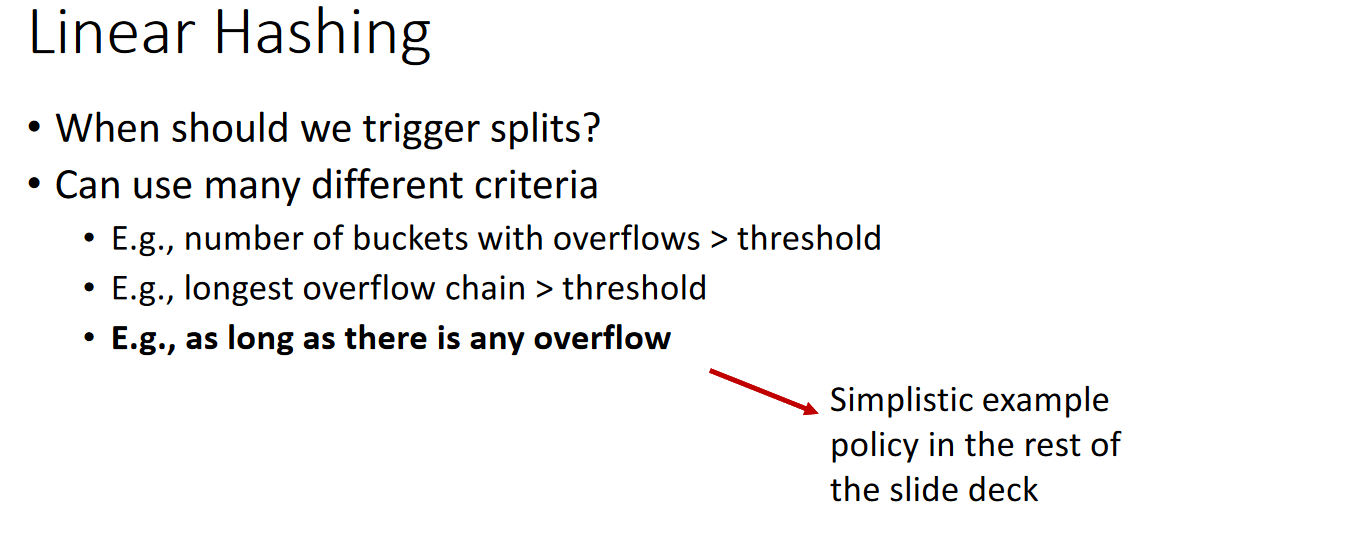 Linear Hashing
• When should we trigger splits?
• Can use many different criteria
• E.g., number of buckets with overflows > threshold
• E.g., longest overflow chain > threshold
• E.g., as long as there is any overflow
Simplistic example
policy in the rest of
the slide deck